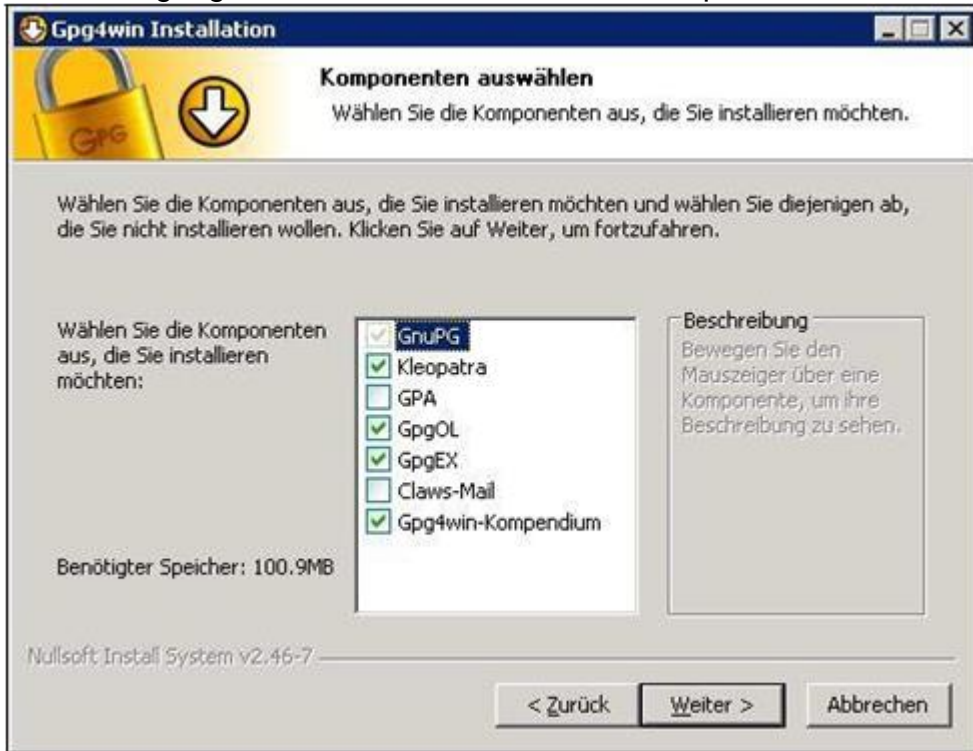 Gpg4win Installation
GPG
Komponenten auswählen
Wählen Sie die Komponenten aus, die Sie installieren möchten.
Wählen Sie die Komponenten aus, die Sie installieren möchten und wählen Sie diejenigen ab,
die Sie nicht installieren wollen. Klicken Sie auf Weiter, um fortzufahren.
Wählen Sie die Komponenten
aus, die Sie installieren
möchten:
GnuPG
Kleopatra
GPA
GpgOL
GpgEX
Claws-Mail
Gpg4win-Kompendium
Beschreibung
Bewegen Sie den
Mauszeiger über eine
Komponente, um ihre
Beschreibung zu sehen.
Benötigter Speicher: 100.9MB
Nullsoft Install System v2.46-7
< Zurück
Weiter >
Abbrechen